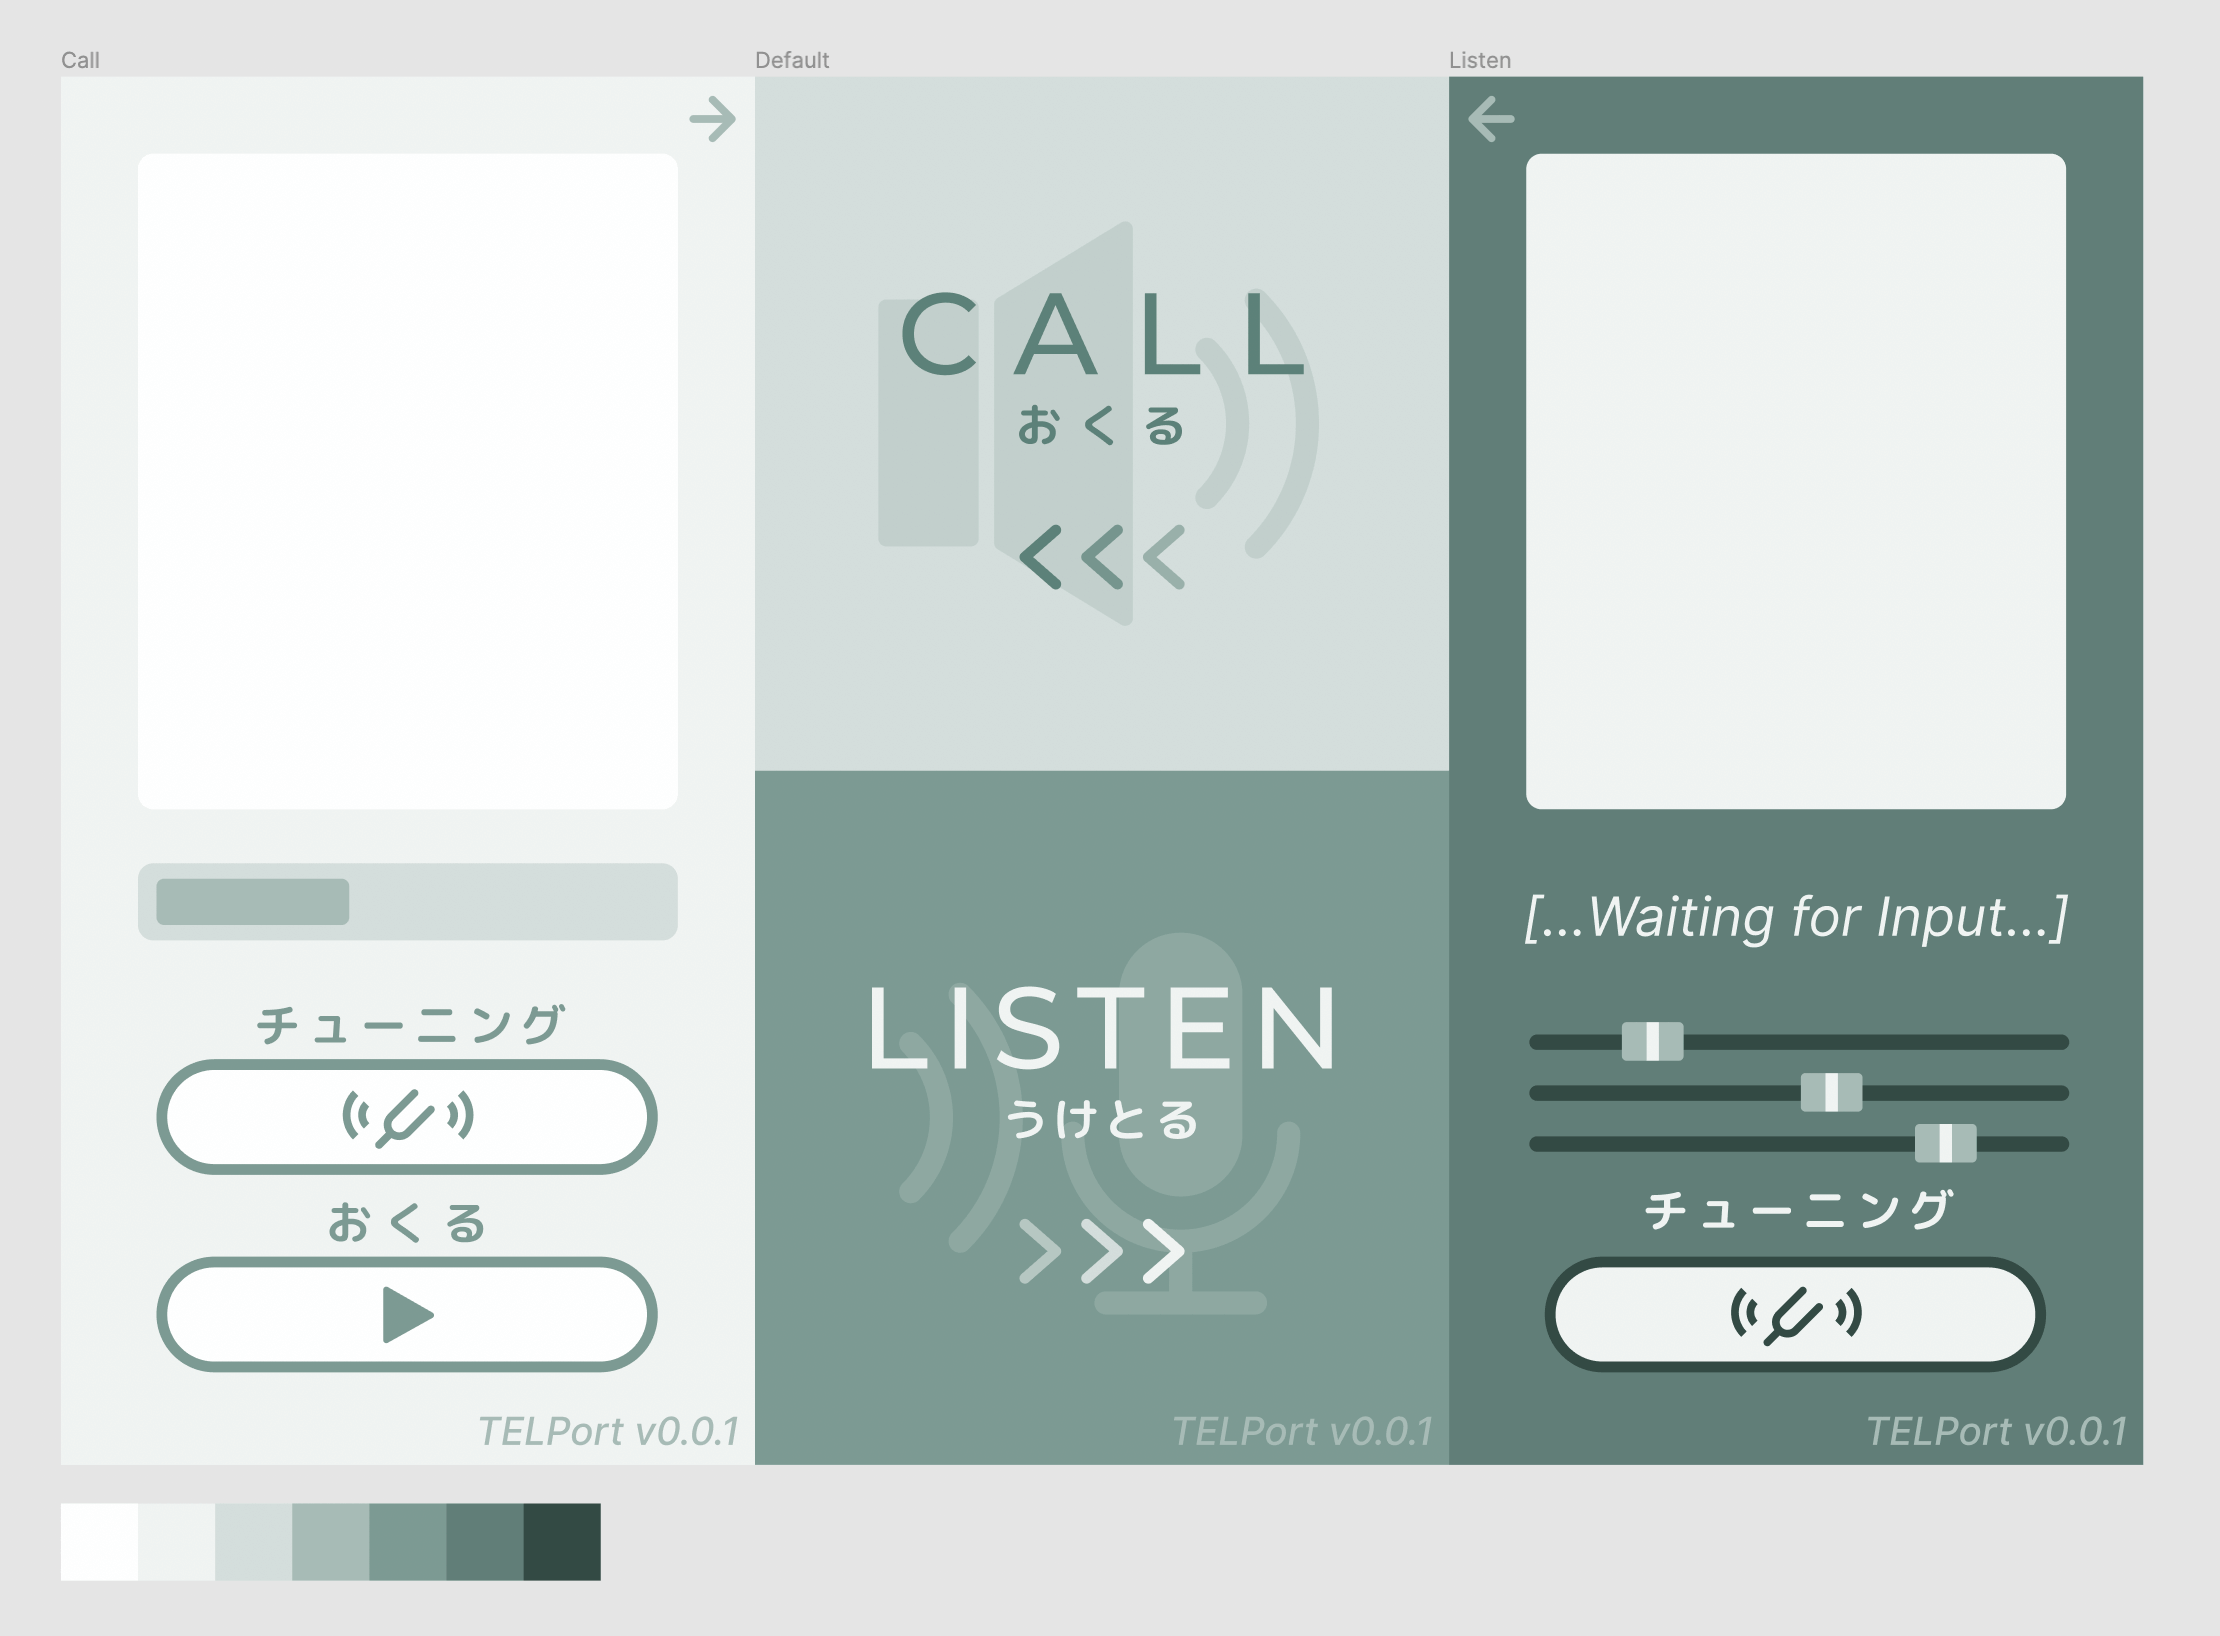 Call
チューニング
おくる
TELPort v0.0.1
Default
CALL
おくる
LISTEN
うけとる
TELPort v0.0.1
Listen
[...Waiting for Input...]
チューニング
TELPort v0.0.1